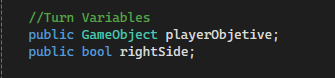 //Turn Variables
public GameObject playerObjetive;
public bool rightSide;